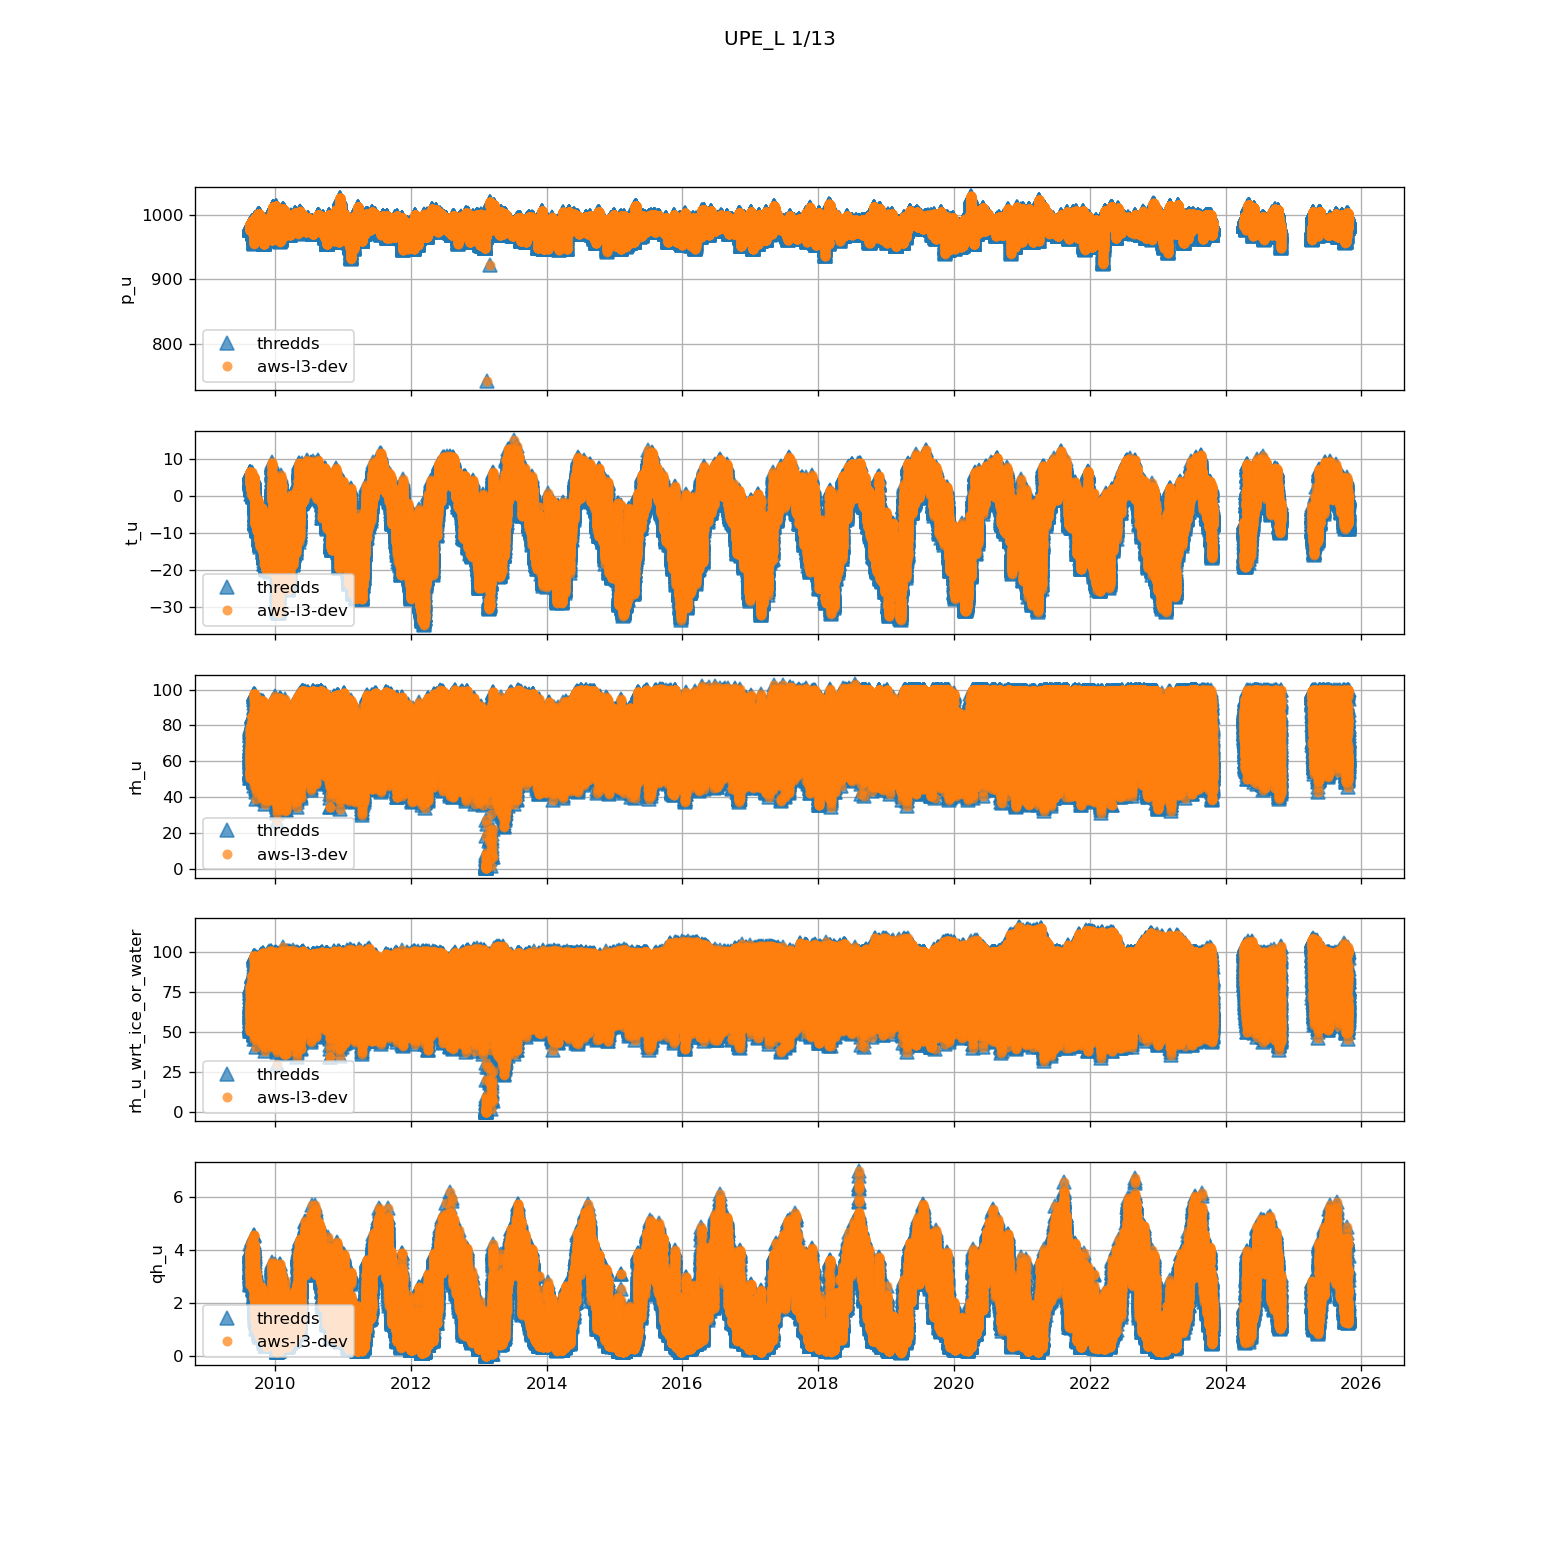 UPE_L 1/13
1000
900
800
p_u
thredds
aws-l3-dev
10
0
−10
−20
−30
t_u
thredds
aws-l3-dev
100
80
60
40
20
0
rh_u
thredds
aws-l3-dev
100
75
50
25
0
rh_u_wrt_ice_or_water
thredds
aws-l3-dev
6
4
2
0
qh_u
thredds
aws-l3-dev
2010 2012 2014 2016 2018 2020 2022 2024 2026